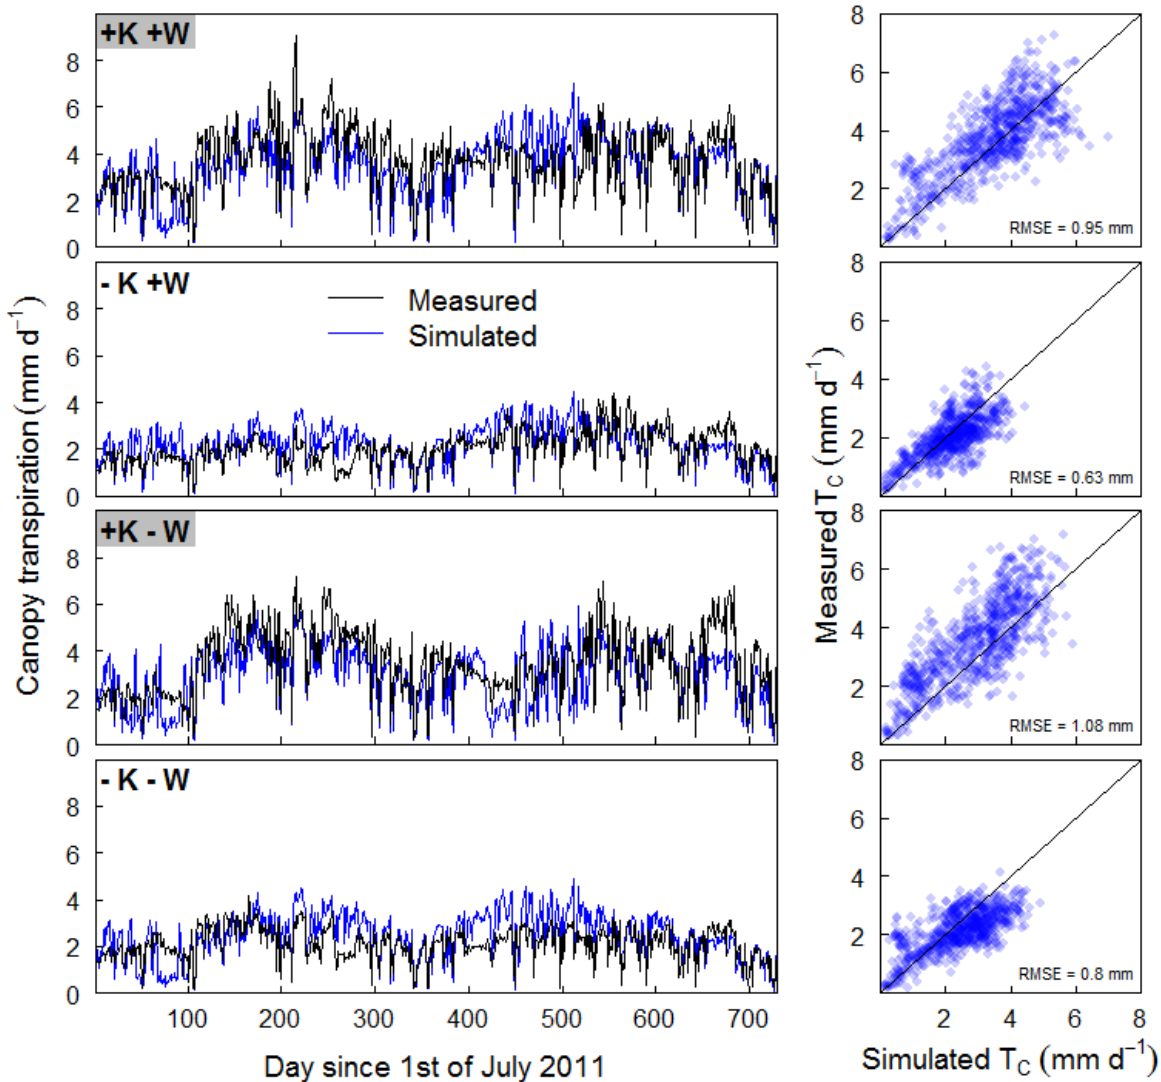 +K +W
8
6
4
2
0
8
6
4
2
RMSE = 0.95 mm
- K +W
Measured
Simulated
8
6
4
2
0
8
6
4
2
RMSE = 0.63 mm
+K - W
8
6
4
2
0
8
6
4
2
RMSE = 1.08 mm
- K - W
8
6
4
2
0
8
6
4
2
RMSE = 0.8 mm
100 200 300 400 500 600 700
2 4 6 8
Day since 1st of July 2011
Simulated T_C (mm d⁻¹)
Canopy transpiration (mm d⁻¹)
Measured T_C (mm d⁻¹)